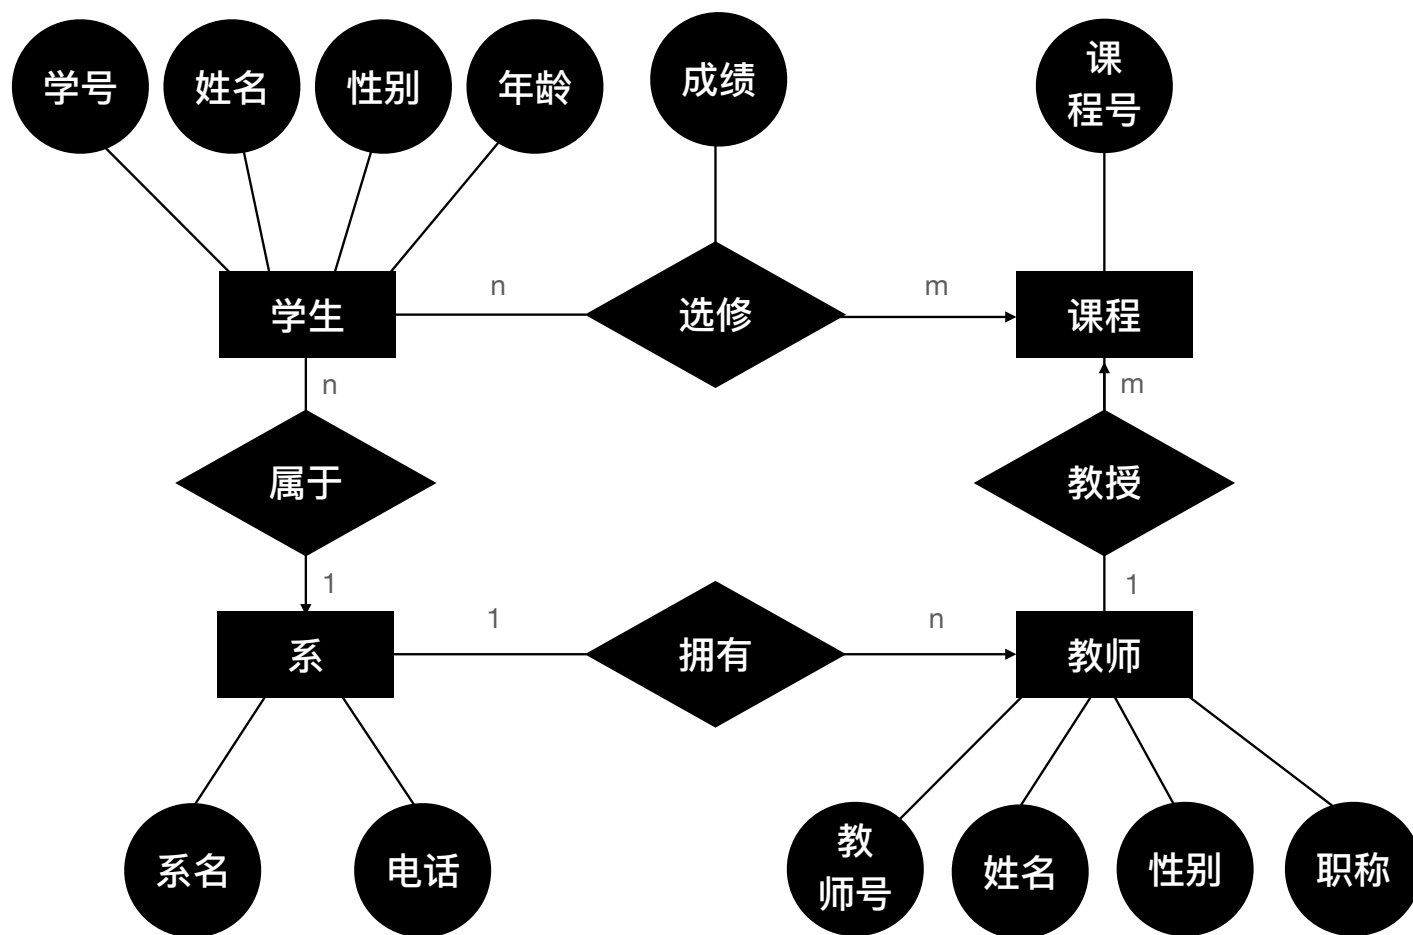 学号
姓名
性别
年龄
成绩
课
程号
学生
n
选修
m
课程
n
m
属于
教授
1
1
系
1
拥有
n
教师
系名
电话
教
师号
姓名
性别
职称